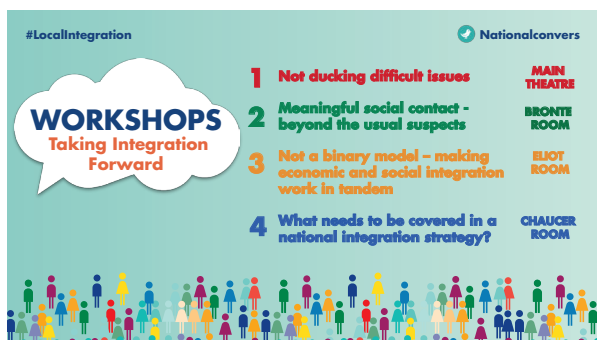 #LocalIntegration
Nationalconvers
WORKSHOPS
Taking Integration
Forward
1 Not ducking difficult issues
MAIN
THEATRE
2 Meaningful social contact -
beyond the usual suspects
BRONTE
ROOM
3 Not a binary model – making
economic and social integration
work in tandem
ELIOT
ROOM
4 What needs to be covered in a
national integration strategy?
CHAUCER
ROOM